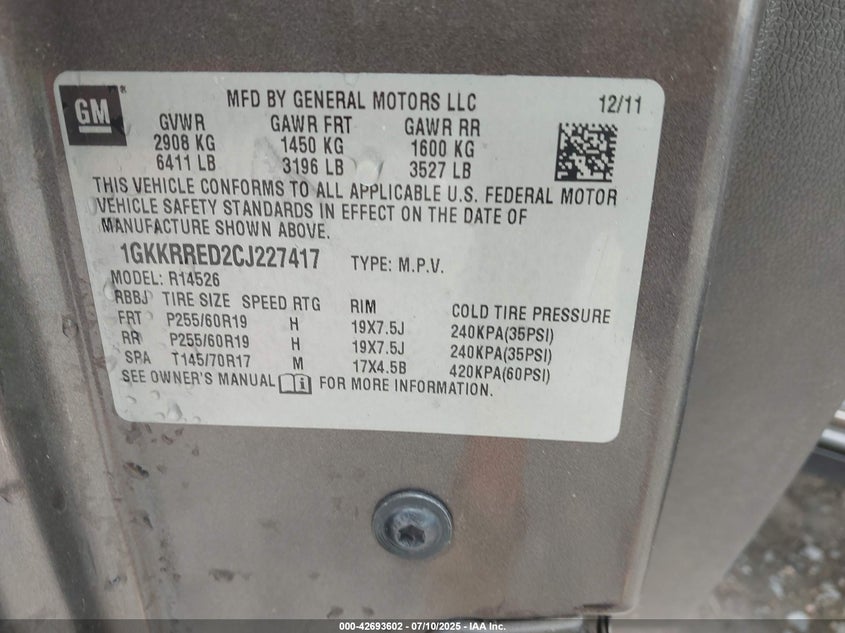 GM
MFD BY GENERAL MOTORS LLC 12/11
GVWR GAWR FRT GAWR RR
2908 KG 1450 KG 1600 KG
6411 LB 3196 LB 3527 LB
THIS VEHICLE CONFORMS TO ALL APPLICABLE U.S. FEDERAL MOTOR
VEHICLE SAFETY STANDARDS IN EFFECT ON THE DATE OF
MANUFACTURE SHOWN ABOVE.
1GKKRRED2CJ227417 TYPE: M.P.V.
MODEL: R14526
RBBJ TIRE SIZE SPEED RTG RIM COLD TIRE PRESSURE
FRT P255/60R19 H 19X7.5J 240KPA(35PSI)
RR P255/60R19 H 19X7.5J 240KPA(35PSI)
SPA T145/70R17 M 17X4.5B 420KPA(60PSI)
SEE OWNER'S MANUAL FOR MORE INFORMATION.
000-42693602 - 07/10/2025 - IAA Inc.